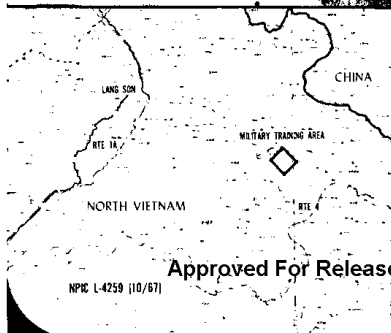 CHINA
LANG SON
MILITARY TRAINING AREA
RTE 1A
NORTH VIETNAM
RTE 4
Approved For Release
NPIC L-4259 (10/67)